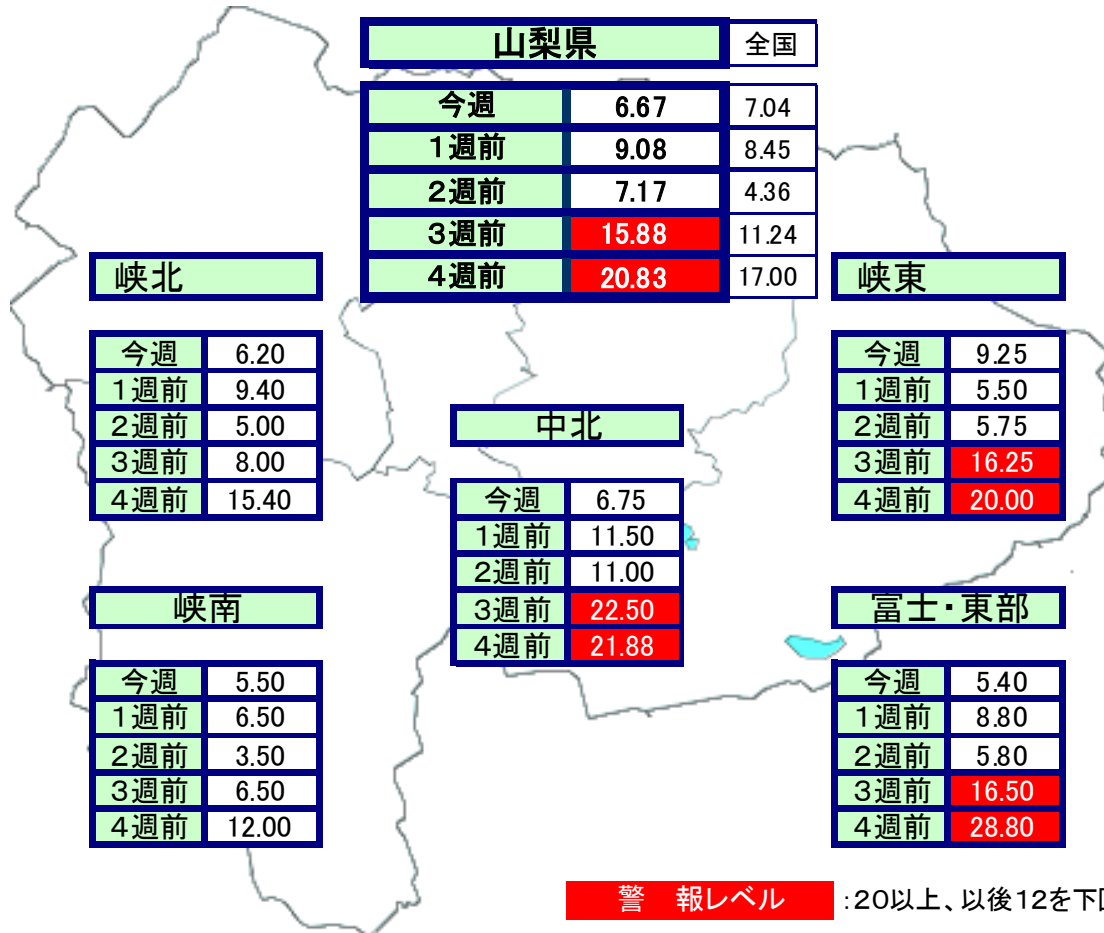 山梨県 全国
今週 6.67 7.04
1週前 9.08 8.45
2週前 7.17 4.36
3週前 15.88 11.24
4週前 20.83 17.00
峡北
今週 6.20
1週前 9.40
2週前 5.00
3週前 8.00
4週前 15.40
峡東
今週 9.25
1週前 5.50
2週前 5.75
3週前 16.25
4週前 20.00
中北
今週 6.75
1週前 11.50
2週前 11.00
3週前 22.50
4週前 21.88
峡南
今週 5.50
1週前 6.50
2週前 3.50
3週前 6.50
4週前 12.00
富士・東部
今週 5.40
1週前 8.80
2週前 5.80
3週前 16.50
4週前 28.80
警 報レベル :20以上、以後12を下